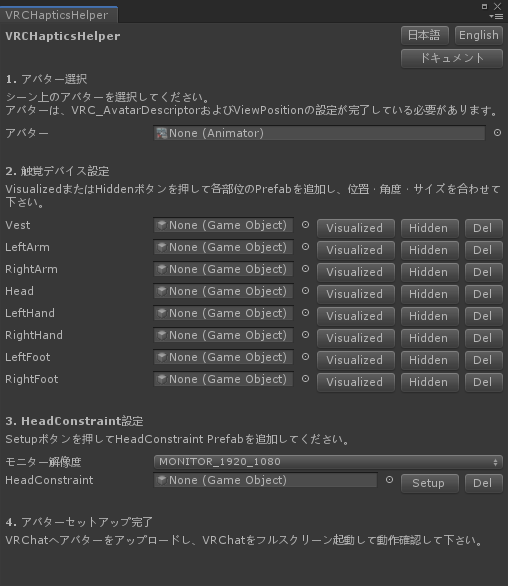 VRCHapticsHelper
VRCHapticsHelper 日本語 English
ドキュメント
1. アバター選択
シーン上のアバターを選択してください。
アバターは、VRC_AvatarDescriptorおよびViewPositionの設定が完了している必要があります。
アバター None (Animator)
2. 触覚デバイス設定
VisualizedまたはHiddenボタンを押して各部位のPrefabを追加し、位置・角度・サイズを合わせて
下さい。
Vest None (Game Object) Visualized Hidden Del
LeftArm None (Game Object) Visualized Hidden Del
RightArm None (Game Object) Visualized Hidden Del
Head None (Game Object) Visualized Hidden Del
LeftHand None (Game Object) Visualized Hidden Del
RightHand None (Game Object) Visualized Hidden Del
LeftFoot None (Game Object) Visualized Hidden Del
RightFoot None (Game Object) Visualized Hidden Del
3. HeadConstraint設定
Setupボタンを押してHeadConstraint Prefabを追加してください。
モニター解像度 MONITOR_1920_1080
HeadConstraint None (Game Object) Setup Del
4. アバターセットアップ完了
VRChatへアバターをアップロードし、VRChatをフルスクリーン起動して動作確認して下さい。